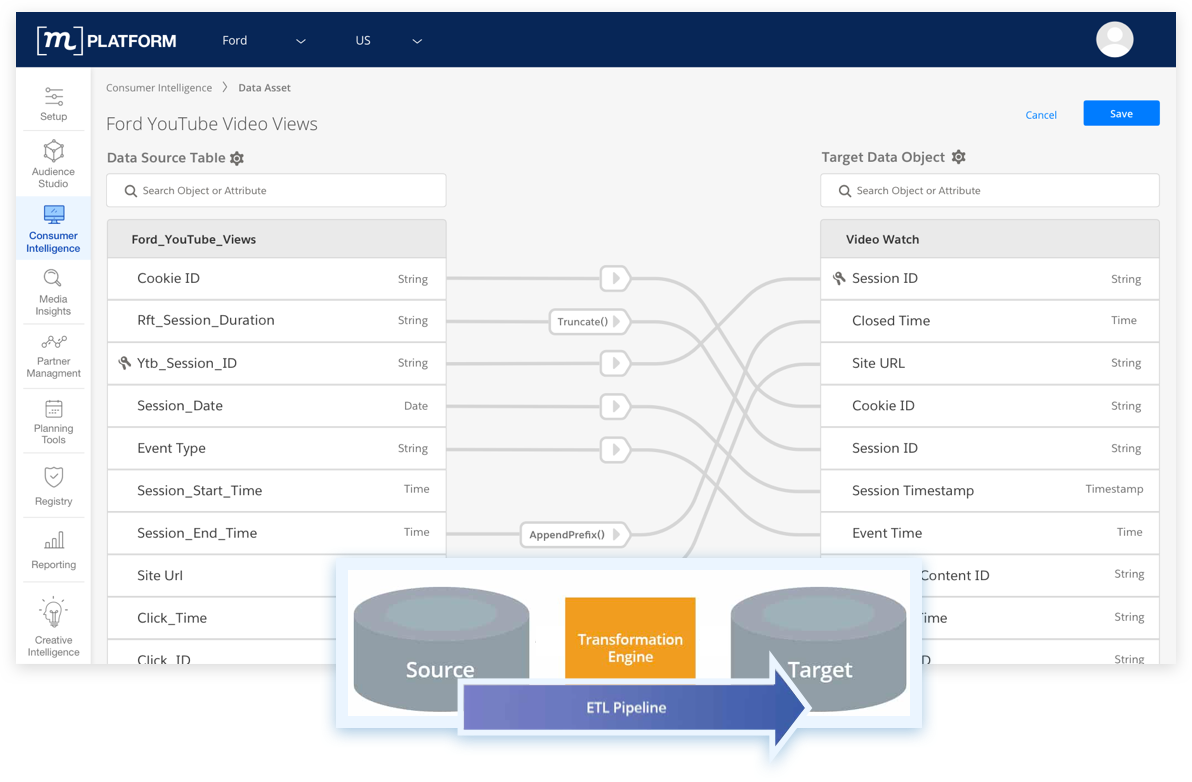 [m] PLATFORM
Ford
US
Setup
Audience
Studio
Consumer
Intelligence
Media
Insights
Partner
Managment
Planning
Tools
Registry
Reporting
Creative
Intelligence
Consumer Intelligence > Data Asset
Ford YouTube Video Views
Cancel
Save
Data Source Table
Search Object or Attribute
Ford_YouTube_Views
Cookie ID String
Rft_Session_Duration String
Ytb_Session_ID String
Session_Date Date
Event Type String
Session_Start_Time Time
Session_End_Time Time
Site Url
Click_Time
Click_ID
Truncate()
AppendPrefix()
Target Data Object
Search Object or Attribute
Video Watch
Session ID String
Closed Time Time
Site URL String
Cookie ID String
Session ID String
Session Timestamp Timestamp
Event Time Time
Content ID String
String
String
Source
Transformation
Engine
Target
ETL Pipeline